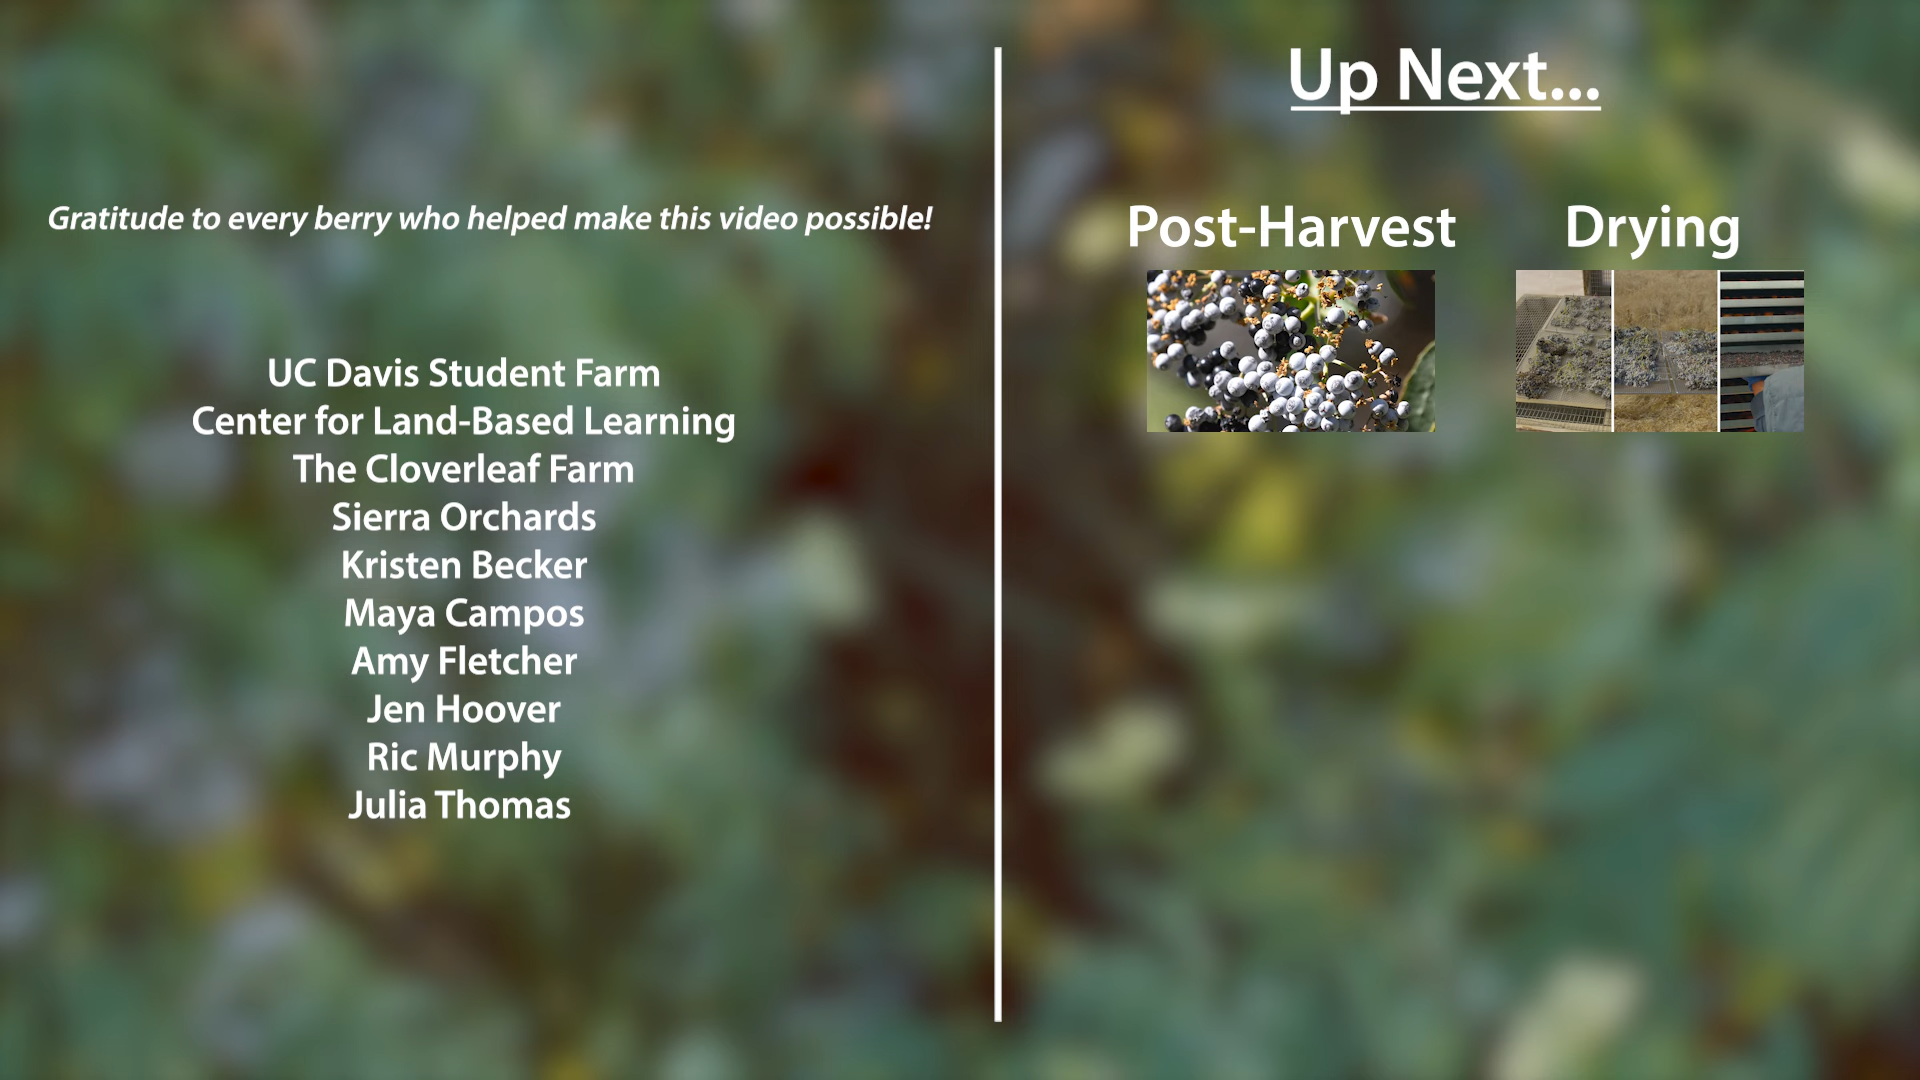 Gratitude to every berry who helped make this video possible!
UC Davis Student Farm
Center for Land-Based Learning
The Cloverleaf Farm
Sierra Orchards
Kristen Becker
Maya Campos
Amy Fletcher
Jen Hoover
Ric Murphy
Julia Thomas
Up Next...
Post-Harvest
Drying